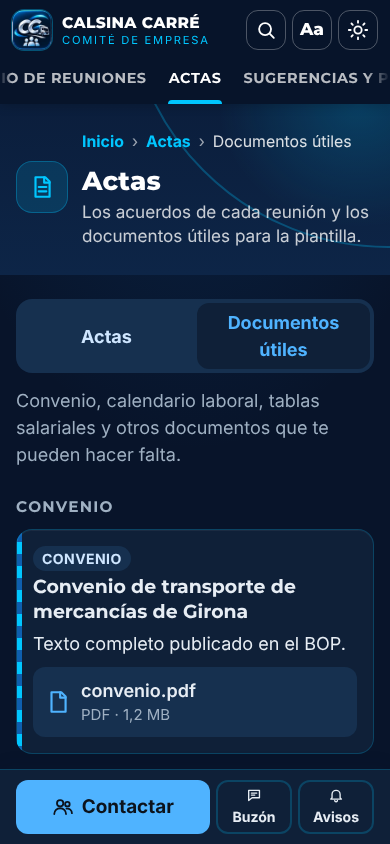 CALSINA CARRÉ
COMITÉ DE EMPRESA
Aa
IO DE REUNIONES
ACTAS
SUGERENCIAS Y P
Inicio › Actas › Documentos útiles
Actas
Los acuerdos de cada reunión y los
documentos útiles para la plantilla.
Actas
Documentos
útiles
Convenio, calendario laboral, tablas
salariales y otros documentos que te
pueden hacer falta.
CONVENIO
CONVENIO
Convenio de transporte de
mercancías de Girona
Texto completo publicado en el BOP.
convenio.pdf
PDF · 1,2 MB
Contactar
Buzón
Avisos